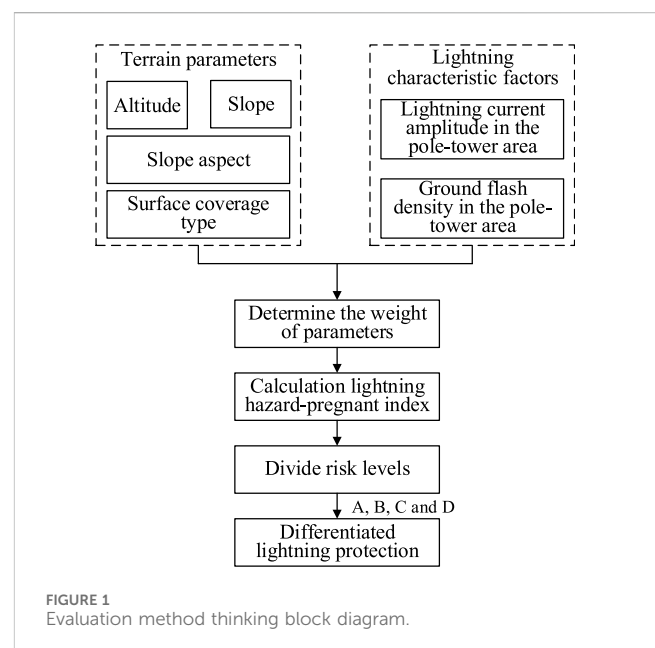 Terrain parameters
Altitude
Slope
Slope aspect
Surface coverage
type
Lightning
characteristic factors
Lightning current
amplitude in the
pole-tower area
Ground flash
density in the pole-
tower area
Determine the weight
of parameters
Calculation lightning
hazard-pregnant index
Divide risk levels
A, B, C and D
Differentiated
lightning protection
FIGURE 1
Evaluation method thinking block diagram.